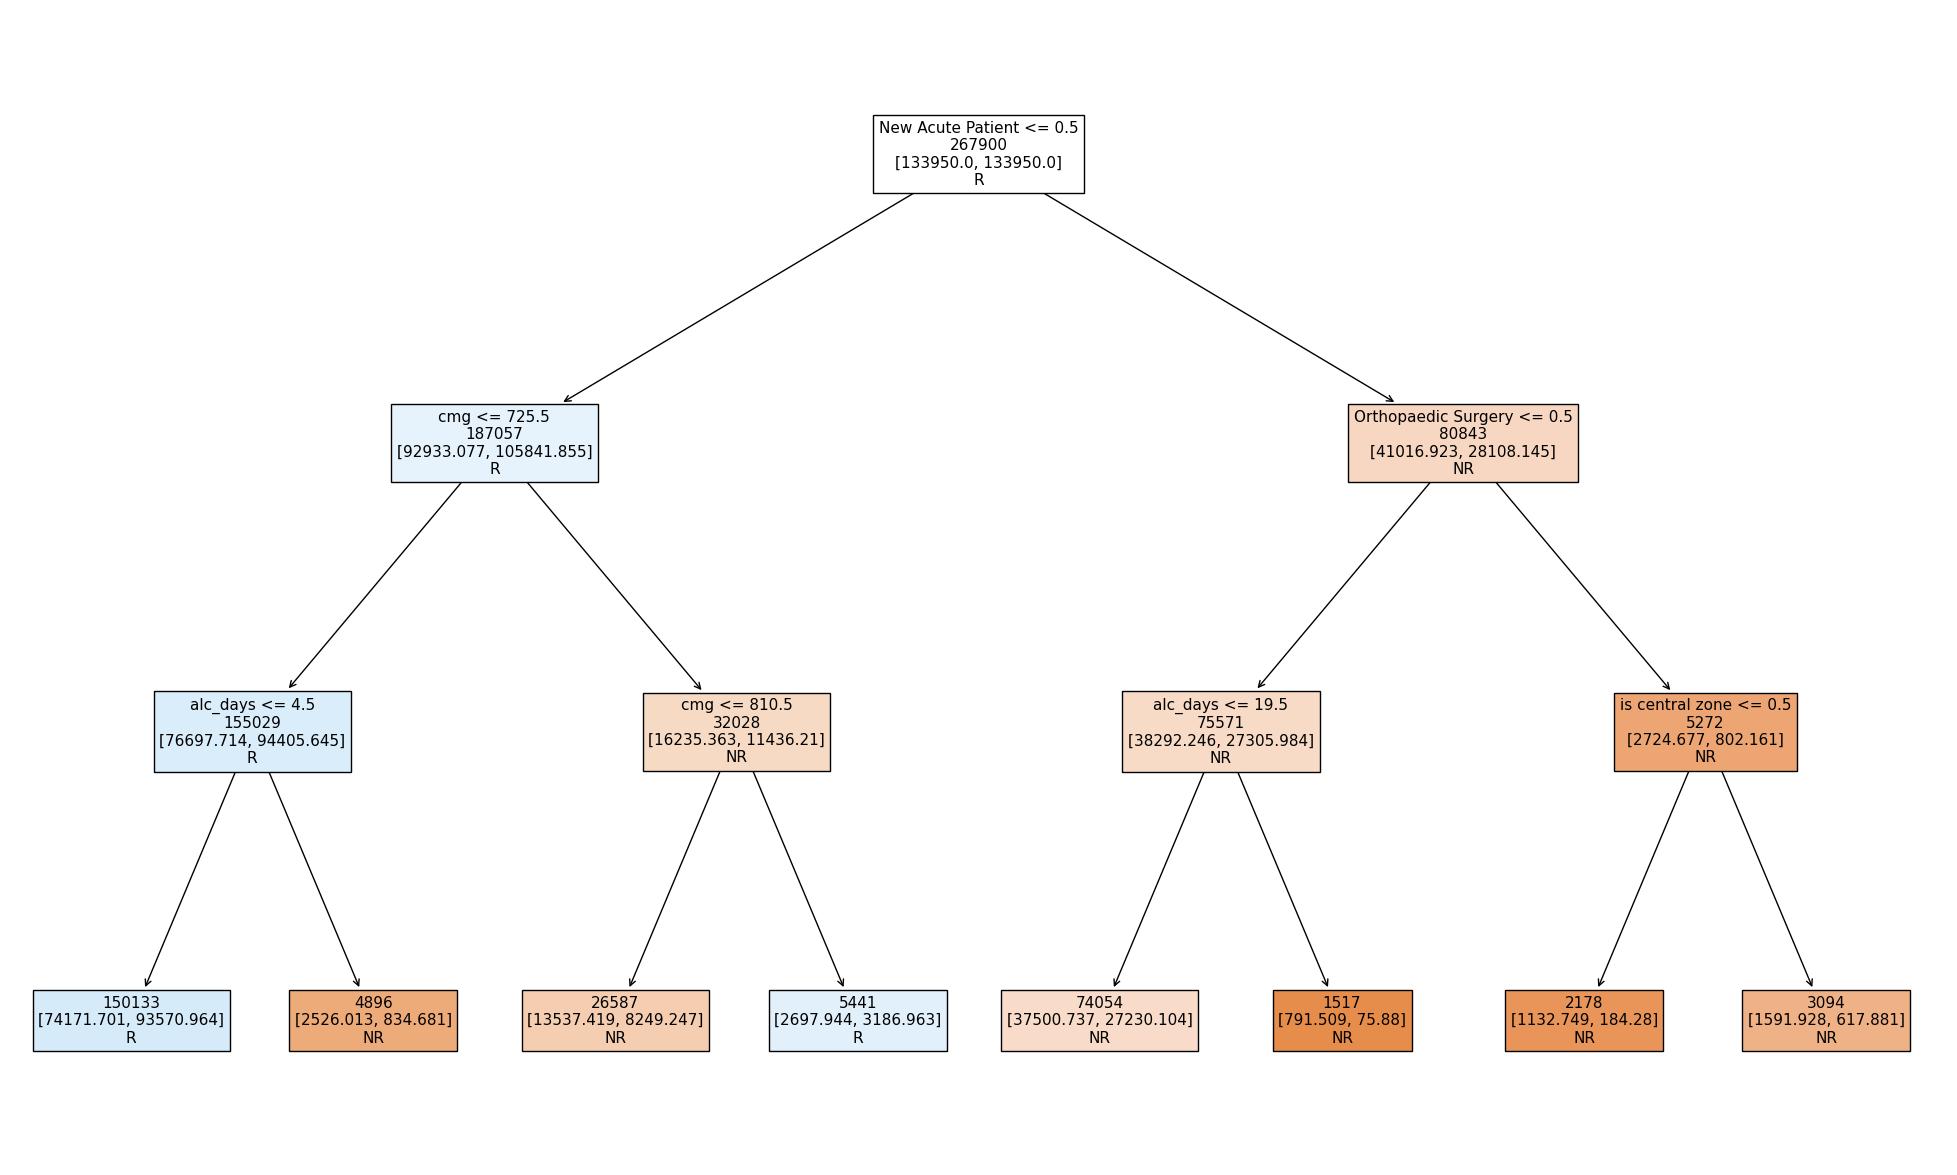 New Acute Patient <= 0.5
267900
[133950.0, 133950.0]
R
cmg <= 725.5
187057
[92933.077, 105841.855]
R
Orthopaedic Surgery <= 0.5
80843
[41016.923, 28108.145]
NR
alc_days <= 4.5
155029
[76697.714, 94405.645]
R
cmg <= 810.5
32028
[16235.363, 11436.21]
NR
alc_days <= 19.5
75571
[38292.246, 27305.984]
NR
is central zone <= 0.5
5272
[2724.677, 802.161]
NR
150133
[74171.701, 93570.964]
R
4896
[2526.013, 834.681]
NR
26587
[13537.419, 8249.247]
NR
5441
[2697.944, 3186.963]
R
74054
[37500.737, 27230.104]
NR
1517
[791.509, 75.88]
NR
2178
[1132.749, 184.28]
NR
3094
[1591.928, 617.881]
NR